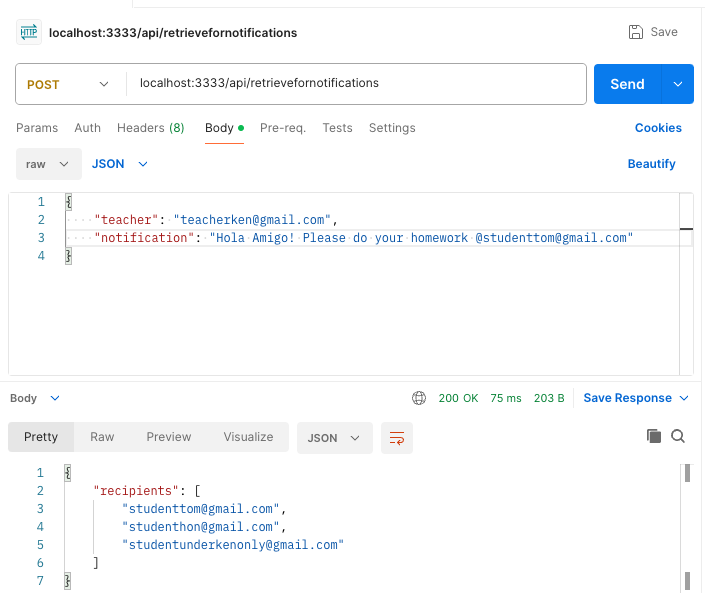 HTTP localhost:3333/api/retrievefornotifications Save
POST localhost:3333/api/retrievefornotifications Send
Params Auth Headers (8) Body Pre-req. Tests Settings Cookies
raw JSON Beautify
1 {
2 "teacher": "teacherken@gmail.com",
3 "notification": "Hola Amigo! Please do your homework @studenttom@gmail.com"
4 }
Body 200 OK 75 ms 203 B Save Response
Pretty Raw Preview Visualize JSON
1 {
2 "recipients": [
3 "studenttom@gmail.com",
4 "studenthon@gmail.com",
5 "studentunderkenonly@gmail.com"
6 ]
7 }